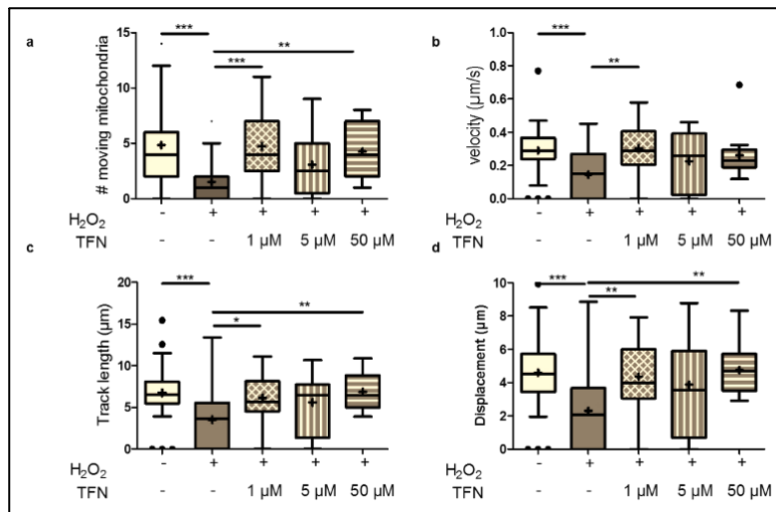 a
***
**
***
# moving mitochondria
15
10
5
0
H₂O₂ - + + + +
TFN - - 1 µM 5 µM 50 µM
b
***
**
velocity (µm/s)
1.0
0.8
0.6
0.4
0.2
0.0
H₂O₂ - + + + +
TFN - - 1 µM 5 µM 50 µM
c
***
**
*
Track length (µm)
20
15
10
5
0
H₂O₂ - + + + +
TFN - - 1 µM 5 µM 50 µM
d
***
**
**
Displacement (µm)
10
8
6
4
2
0
H₂O₂ - + + + +
TFN - - 1 µM 5 µM 50 µM